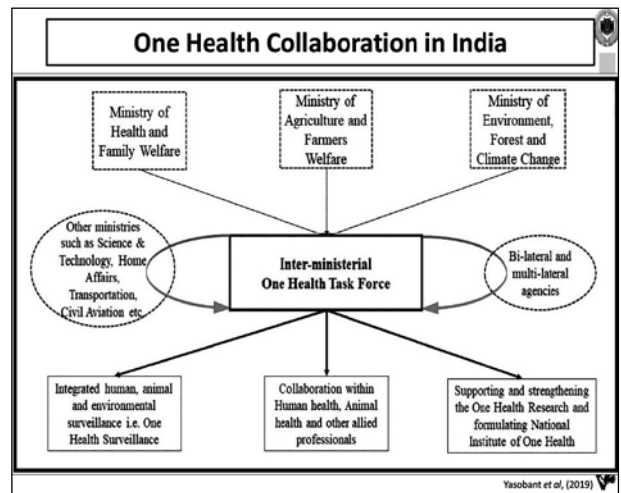 One Health Collaboration in India
Ministry of
Health and
Family Welfare
Ministry of
Agriculture and
Farmers
Welfare
Ministry of
Environment,
Forest and
Climate Change
Other ministries
such as Science &
Technology, Home
Affairs,
Transportation,
Civil Aviation etc
Inter-ministerial
One Health Task Force
Bi-lateral and
multi-lateral
agencies
Integrated human, animal
and environmental
surveillance i.e. One
Health Surveillance
Collaboration within
Human health, Animal
health and other allied
professionals
Supporting and strengthening
the One Health Research and
formulating National
Institute of One Health
Yasobant et al, (2019)